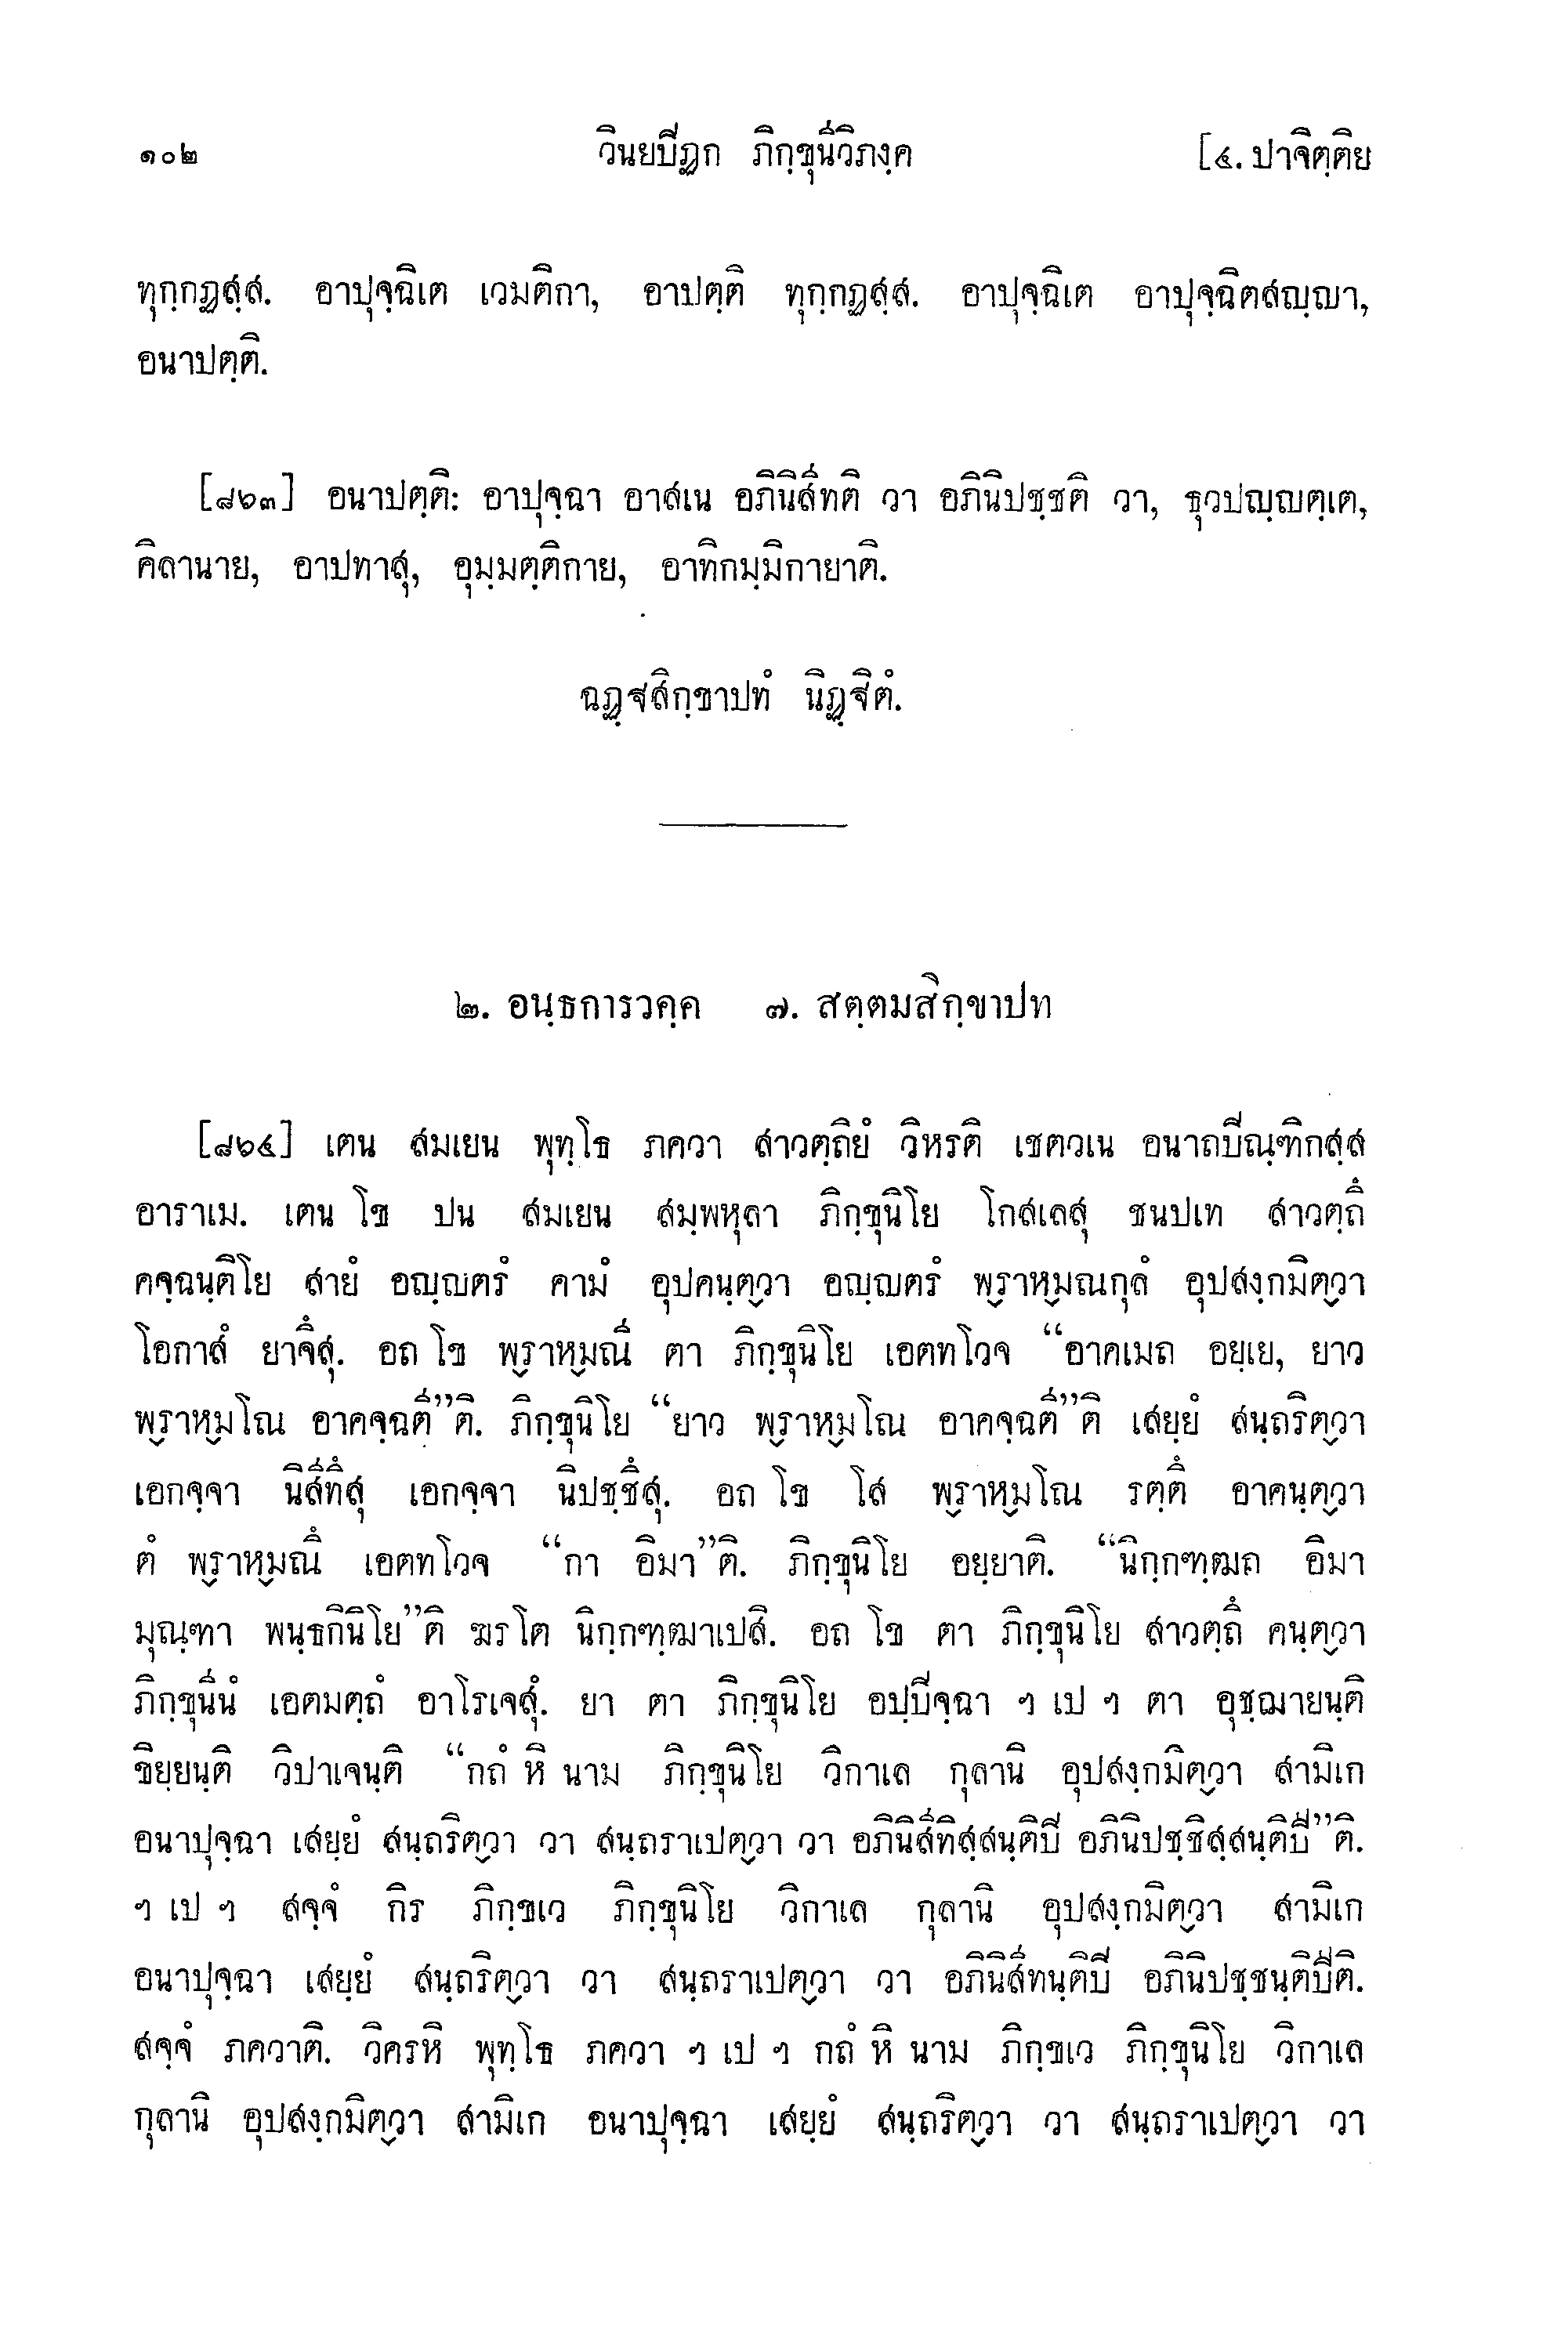 ๑๐๒ วินยปีฏก ภิกฺขุนีวิภงฺค [๔. ปาจิตฺติย
ทุกฺกฏสฺส. อาปุจฺฉิเต เวมติกา, อาปตฺติ ทุกฺกฏสฺส. อาปุจฺฉิเต อาปุจฺฉิตสญฺญา,
อนาปตฺติ.
[๘๖๓] อนาปตฺติ: อาปุจฺฉา อาสเน อภินิสีทติ วา อภินิปชฺชติ วา, ธุวปญฺญตฺเต,
คิลานาย, อาปทาสุ, อุมฺมตฺติกาย, อาทิกมฺมิกายาติ.
ฉฏฺฐสิกฺขาปทํ นิฏฺฐิตํ.
๒. อนฺธการวคฺค ๗. สตฺตมสิกฺขาปท
[๘๖๔] เตน สมเยน พุทฺโธ ภควา สาวตฺถิยํ วิหรติ เชตวเน อนาถปีณฺฑิกสฺส
อาราเม. เตน โข ปน สมเยน สมฺพหุลา ภิกฺขุนิโย โกสเลสุ ชนปเท สาวตฺถึ
คจฺฉนฺติโย สายํ อญฺญตรํ คามํ อุปคนฺตฺวา อญฺญตรํ พฺราหฺมณกุลํ อุปสงฺกมิตฺวา
โอกาสํ ยาจึสุ. อถ โข พฺราหฺมณี ตา ภิกฺขุนิโย เอตทโวจ “อาคเมถ อยฺเย, ยาว
พฺราหฺมโณ อาคจฺฉตี”ติ. ภิกฺขุนิโย “ยาว พฺราหฺมโณ อาคจฺฉตี”ติ เสยฺยํ สนฺถริตฺวา
เอกจฺจา นิสีทึสุ เอกจฺจา นิปชฺชึสุ. อถ โข โส พฺราหฺมโณ รตฺตึ อาคนฺตฺวา
ตํ พฺราหฺมณึ เอตทโวจ “กา อิมา”ติ. ภิกฺขุนิโย อยฺยาติ. “นิกฺกฑฺฒถ อิมา
มุณฺฑา พนฺธกินิโย”ติ ฆรโต นิกฺกฑฺฒาเปสิ. อถ โข ตา ภิกฺขุนิโย สาวตฺถึ คนฺตฺวา
ภิกฺขุนีนํ เอตมตฺถํ อาโรเจสุํ. ยา ตา ภิกฺขุนิโย อปฺปีจฺฉา ฯ เป ฯ ตา อุชฺฌายนฺติ
ขิยฺยนฺติ วิปาเจนฺติ “กถํ หิ นาม ภิกฺขุนิโย วิกาเล กุลานิ อุปสงฺกมิตฺวา สามิเก
อนาปุจฺฉา เสยฺยํ สนฺถริตฺวา วา สนฺถราเปตฺวา วา อภินิสีทิสฺสนฺติปี อภินิปชฺชิสฺสนฺติปี”ติ.
ฯ เป ฯ สจฺจํ กิร ภิกฺขเว ภิกฺขุนิโย วิกาเล กุลานิ อุปสงฺกมิตฺวา สามิเก
อนาปุจฺฉา เสยฺยํ สนฺถริตฺวา วา สนฺถราเปตฺวา วา อภินิสีทนฺติปี อภินิปชฺชนฺติปีติ.
สจฺจํ ภควาติ. วิครหิ พุทฺโธ ภควา ฯ เป ฯ กถํ หิ นาม ภิกฺขเว ภิกฺขุนิโย วิกาเล
กุลานิ อุปสงฺกมิตฺวา สามิเก อนาปุจฺฉา เสยฺยํ สนฺถริตฺวา วา สนฺถราเปตฺวา วา